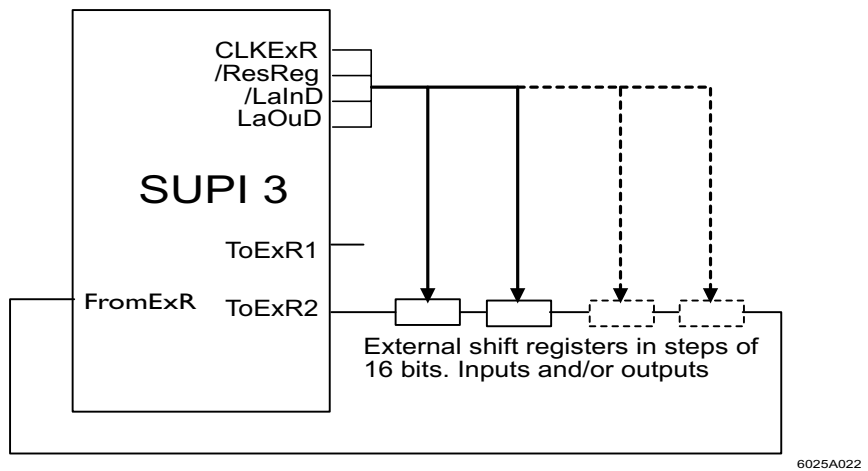 CLKExR
/ResReg
/LaInD
LaOuD
SUPI 3
ToExR1
FromExR
ToExR2
External shift registers in steps of
16 bits. Inputs and/or outputs
6025A022